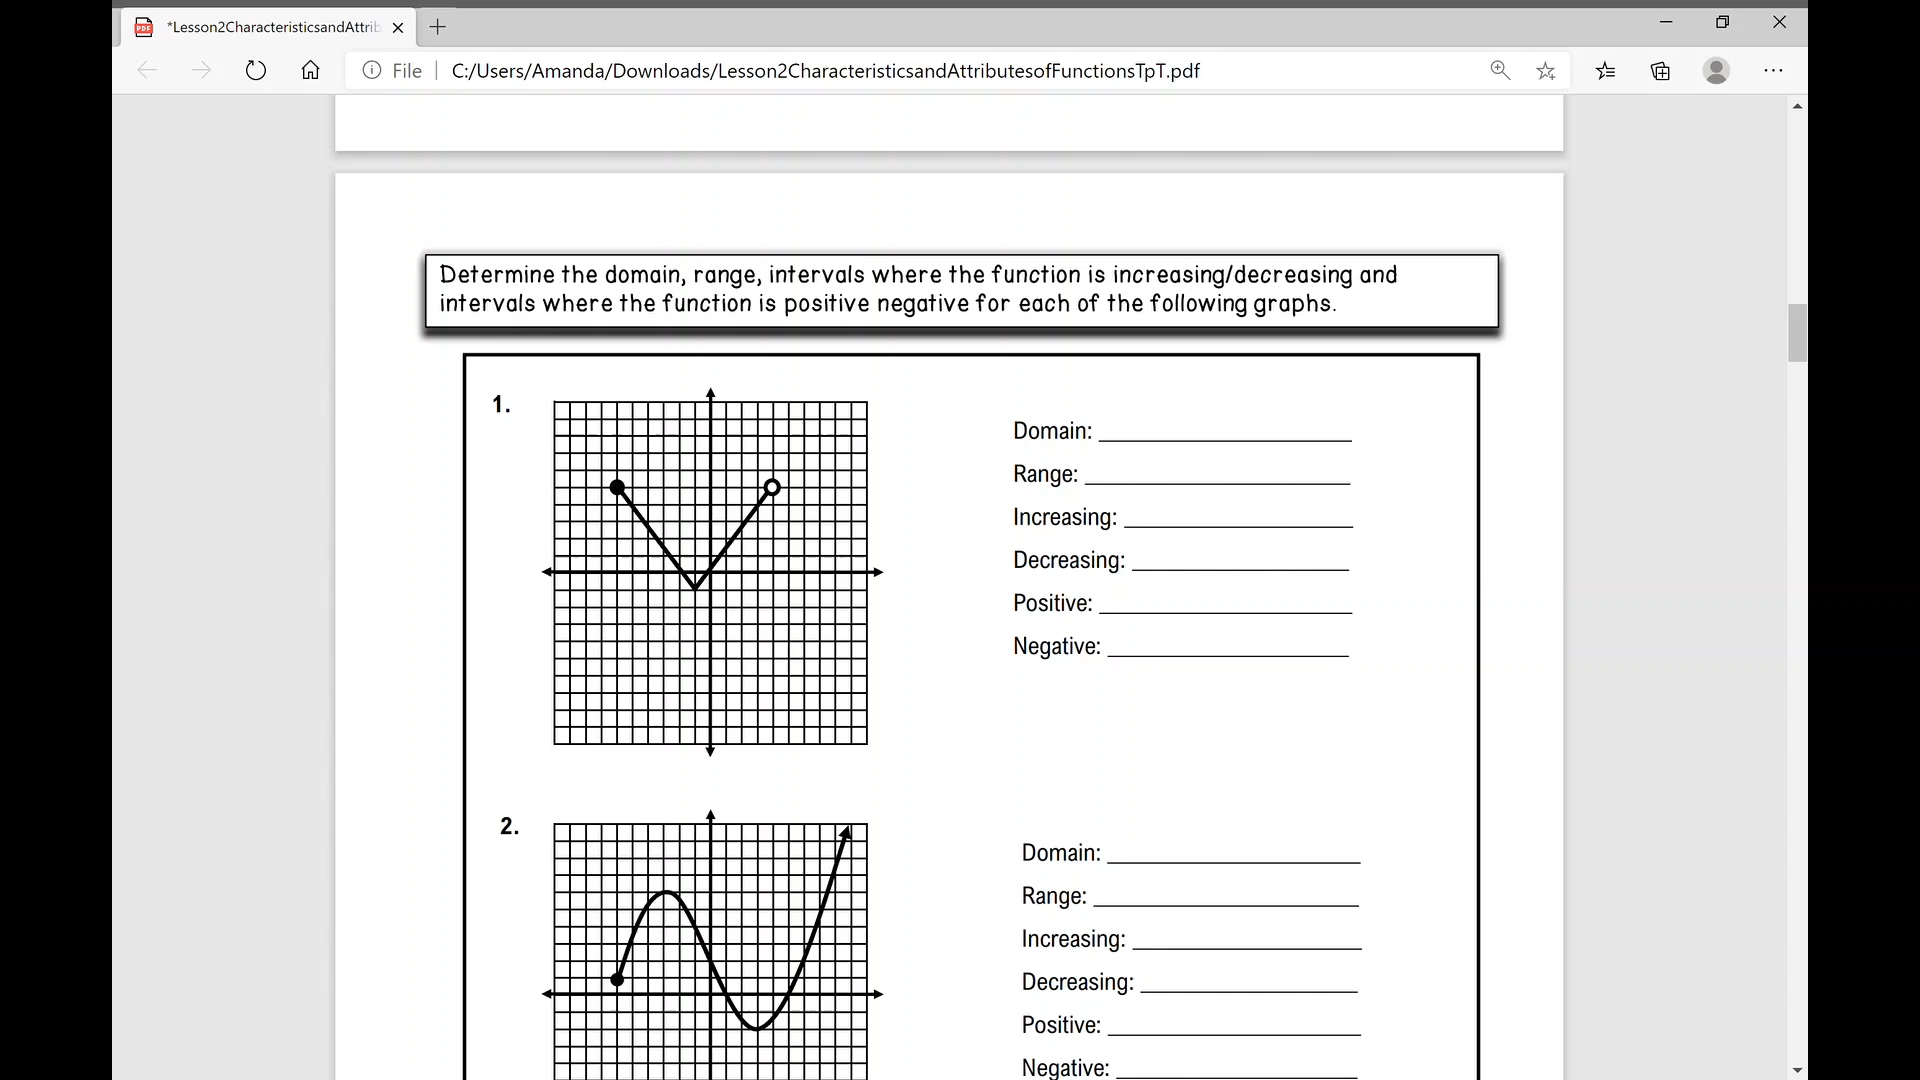 *Lesson2CharacteristicsandAttrib
File
C:/Users/Amanda/Downloads/Lesson2CharacteristicsandAttributesofFunctionsTpT.pdf
Determine the domain, range, intervals where the function is increasing/decreasing and
intervals where the function is positive negative for each of the following graphs.
1.
Domain:
Range:
Increasing:
Decreasing:
Positive:
Negative:
2.
Domain:
Range:
Increasing:
Decreasing:
Positive:
Negative: